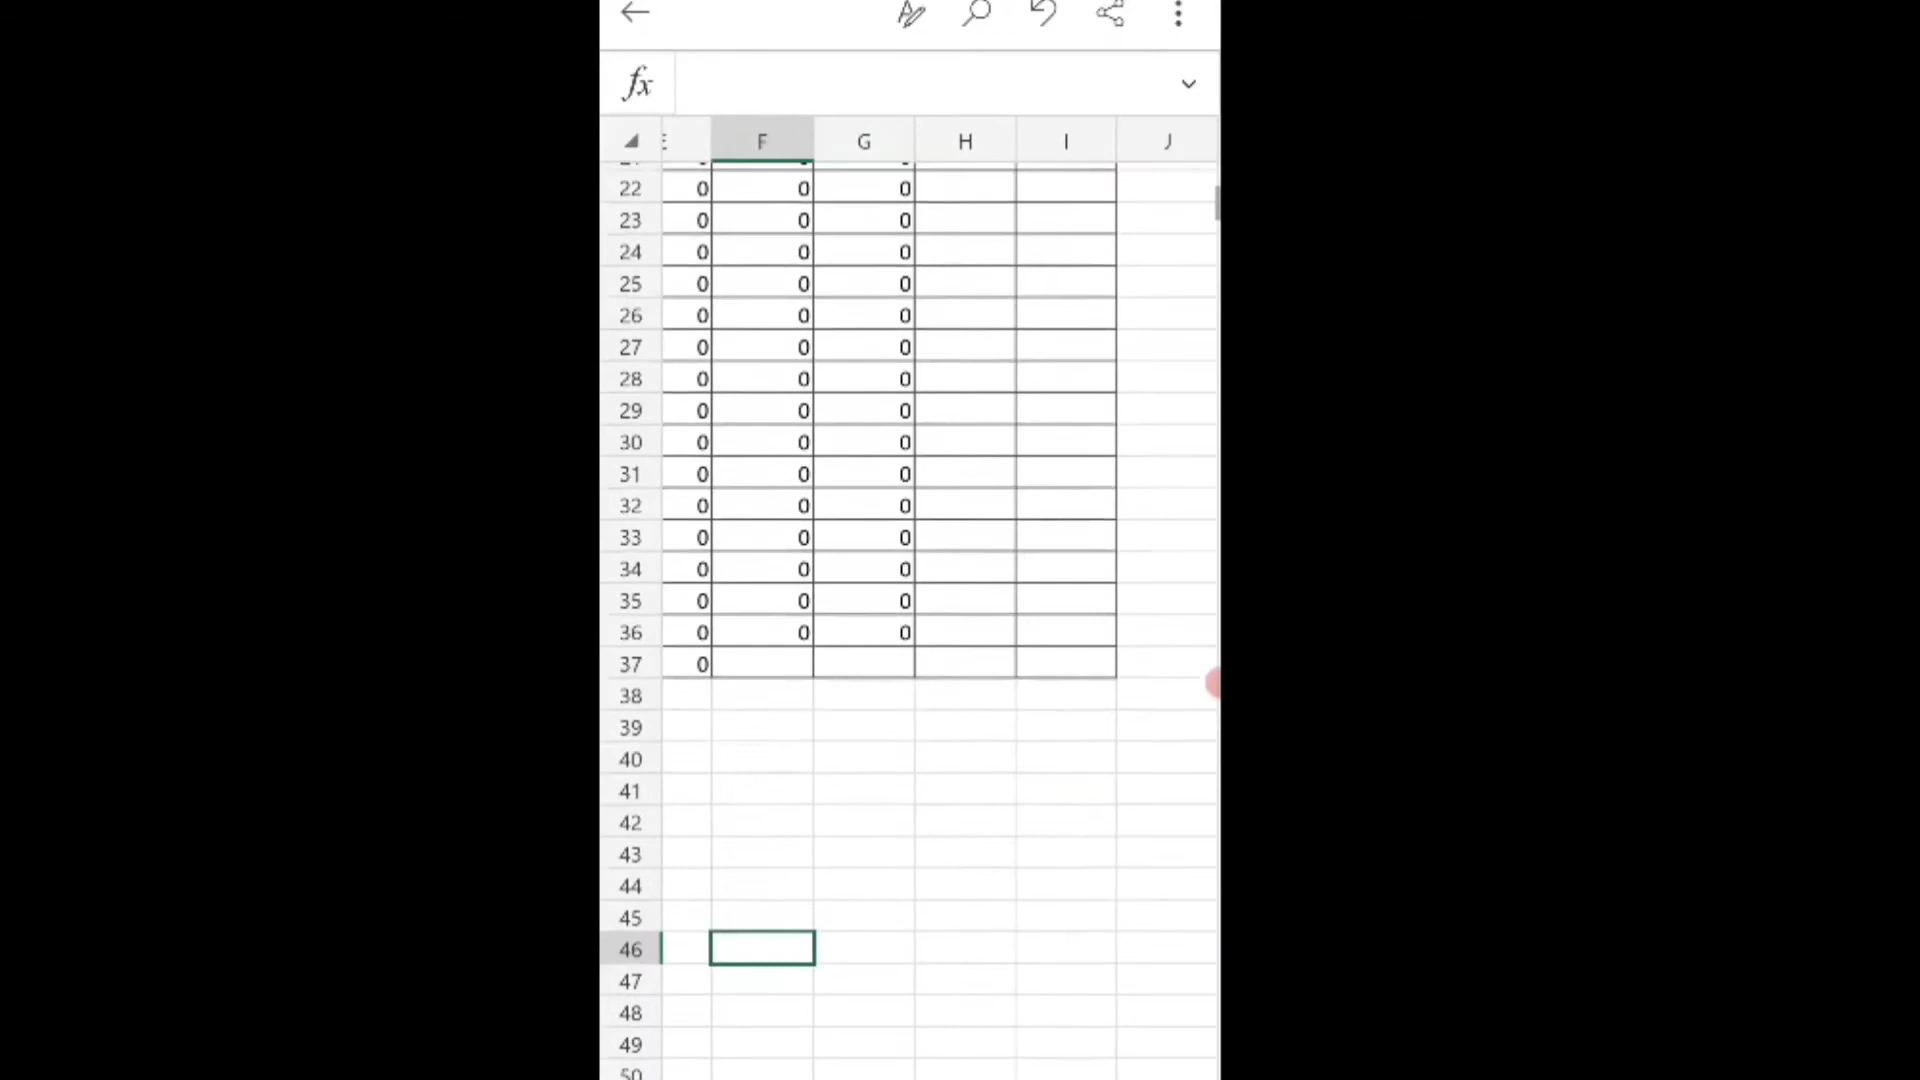 fx
F G H I J
22 0 0 0
23 0 0 0
24 0 0 0
25 0 0 0
26 0 0 0
27 0 0 0
28 0 0 0
29 0 0 0
30 0 0 0
31 0 0 0
32 0 0 0
33 0 0 0
34 0 0 0
35 0 0 0
36 0 0 0
37 0
38
39
40
41
42
43
44
45
46
47
48
49
50